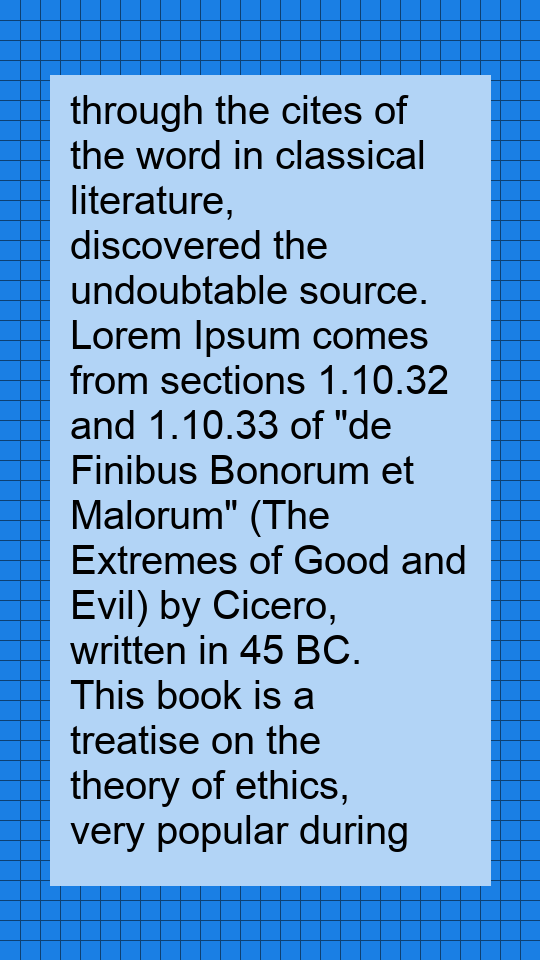 through the cites of
the word in classical
literature,
discovered the
undoubtable source.
Lorem Ipsum comes
from sections 1.10.32
and 1.10.33 of "de
Finibus Bonorum et
Malorum" (The
Extremes of Good and
Evil) by Cicero,
written in 45 BC.
This book is a
treatise on the
theory of ethics,
very popular during